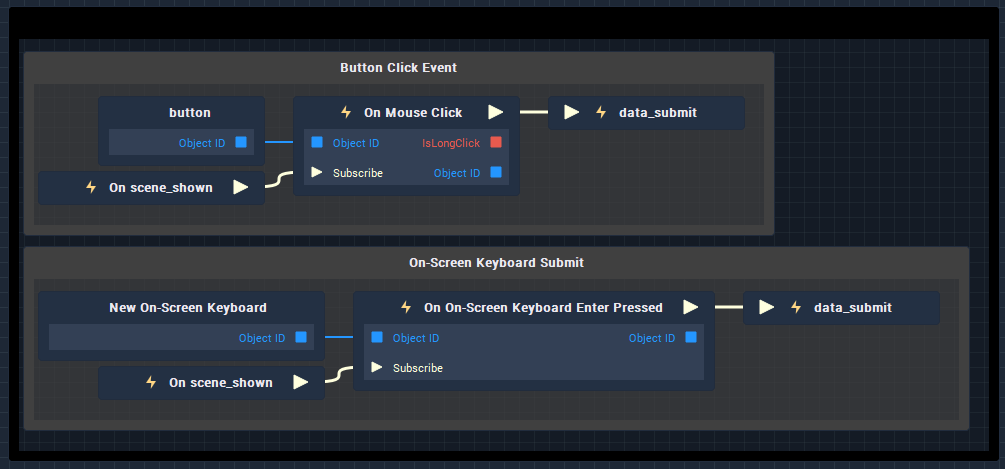 Button Click Event
button
On Mouse Click
data_submit
Object ID
Object ID
IsLongClick
On scene_shown
Subscribe
Object ID
On-Screen Keyboard Submit
New On-Screen Keyboard
On On-Screen Keyboard Enter Pressed
data_submit
Object ID
Object ID
Object ID
On scene_shown
Subscribe